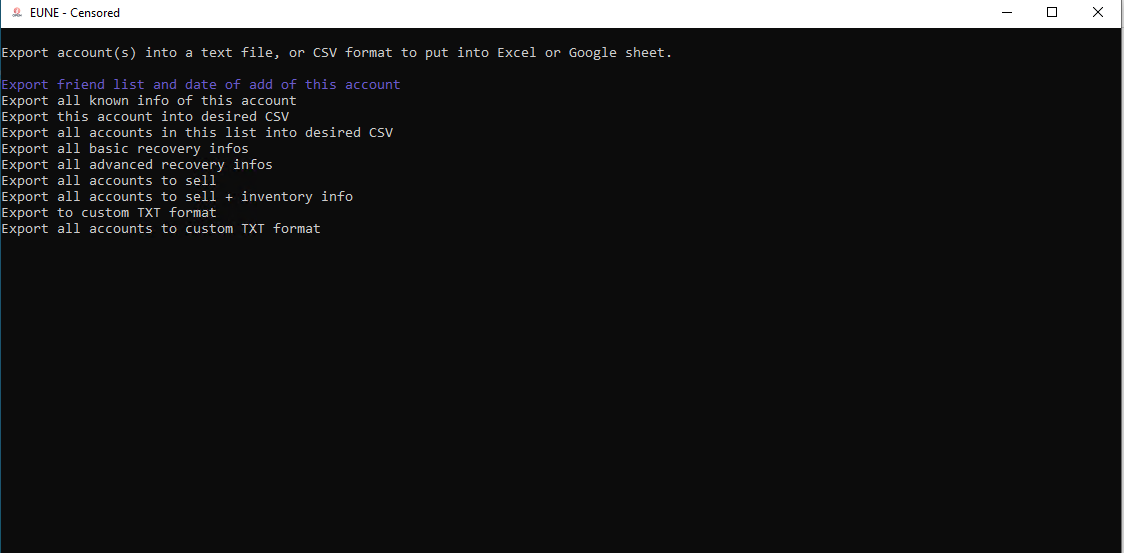 EUNE - Censored
Export account(s) into a text file, or CSV format to put into Excel or Google sheet.
Export friend list and date of add of this account
Export all known info of this account
Export this account into desired CSV
Export all accounts in this list into desired CSV
Export all basic recovery infos
Export all advanced recovery infos
Export all accounts to sell
Export all accounts to sell + inventory info
Export to custom TXT format
Export all accounts to custom TXT format